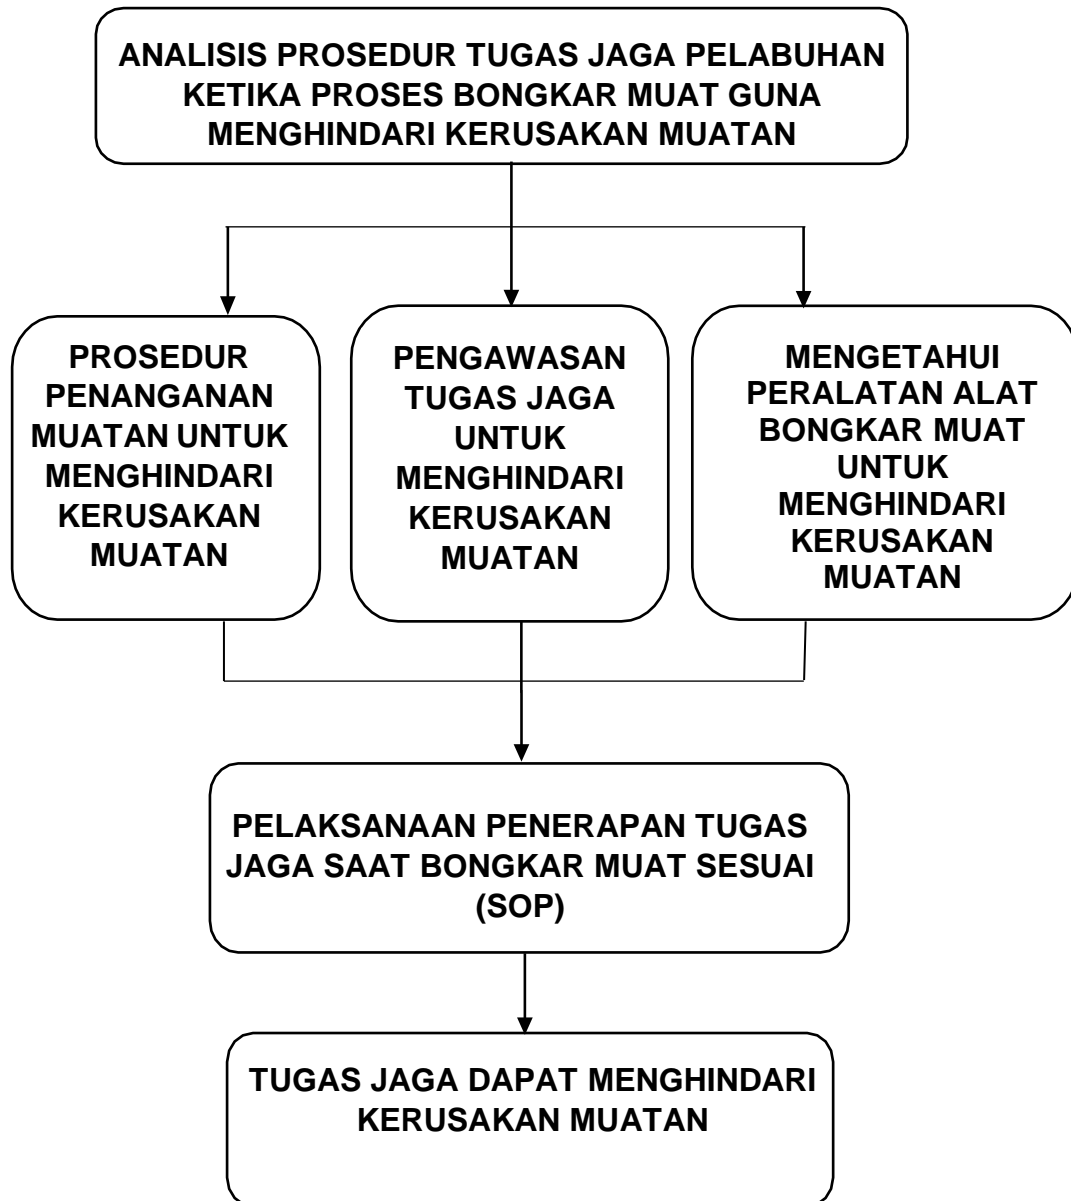 ANALISIS PROSEDUR TUGAS JAGA PELABUHAN
KETIKA PROSES BONGKAR MUAT GUNA
MENGHINDARI KERUSAKAN MUATAN
PROSEDUR
PENANGANAN
MUATAN UNTUK
MENGHINDARI
KERUSAKAN
MUATAN
PENGAWASAN
TUGAS JAGA
UNTUK
MENGHINDARI
KERUSAKAN
MUATAN
MENGETAHUI
PERALATAN ALAT
BONGKAR MUAT
UNTUK
MENGHINDARI
KERUSAKAN
MUATAN
PELAKSANAAN PENERAPAN TUGAS
JAGA SAAT BONGKAR MUAT SESUAI
(SOP)
TUGAS JAGA DAPAT MENGHINDARI
KERUSAKAN MUATAN